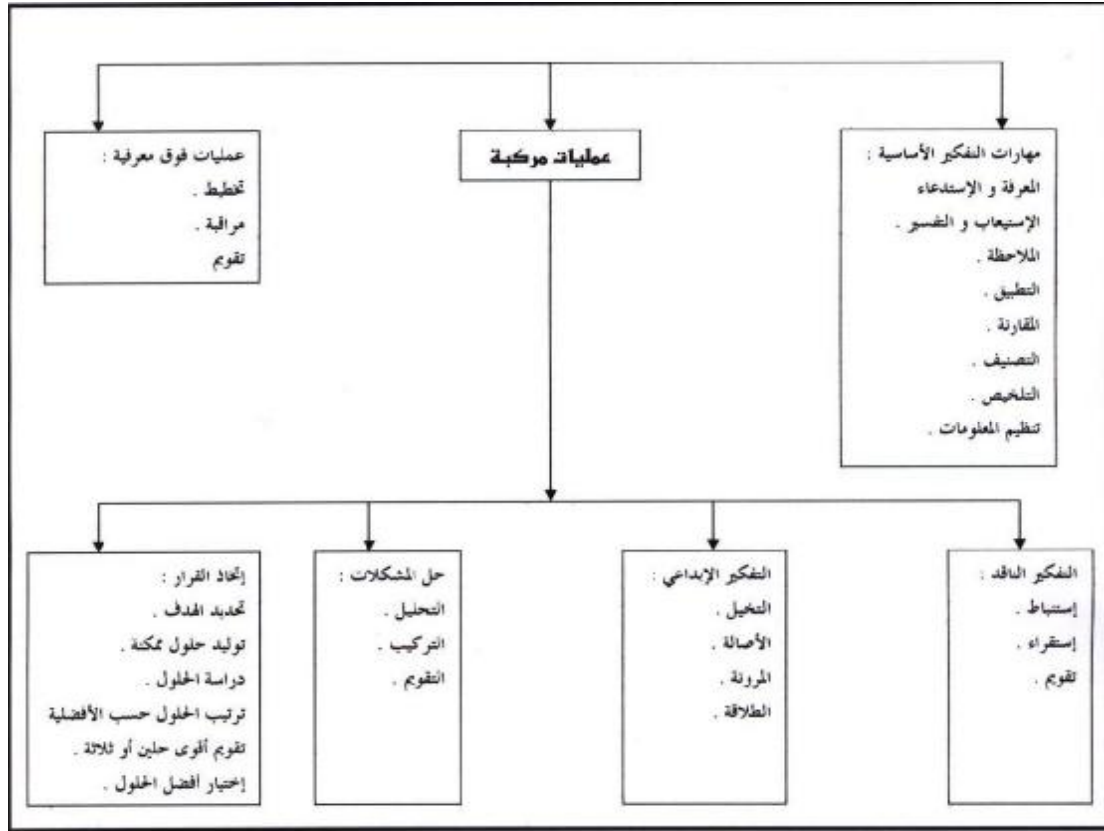 مهارات التفكير الأساسية :
المعرفة و الإستدعاء
الإستيعاب و التفسير .
الملاحظة .
التطبيق .
المقارنة .
التصنيف .
التلخيص .
تنظيم المعلومات .
عمليات مركبة
عمليات فوق معرفية :
تخطيط .
مراقبة .
تقويم
التفكير الناقد :
إستنباط .
إستقراء .
تقويم .
التفكير الإبداعي :
التخيل .
الأصالة .
المرونة .
الطلاقة .
حل المشكلات :
التحليل .
التركيب .
التقويم .
إتخاذ القرار :
تحديد الهدف .
توليد حلول ممكنة .
دراسة الحلول .
ترتيب الحلول حسب الأفضلية
تقويم أقوى حلين أو ثلاثة .
إختيار أفضل الحلول .